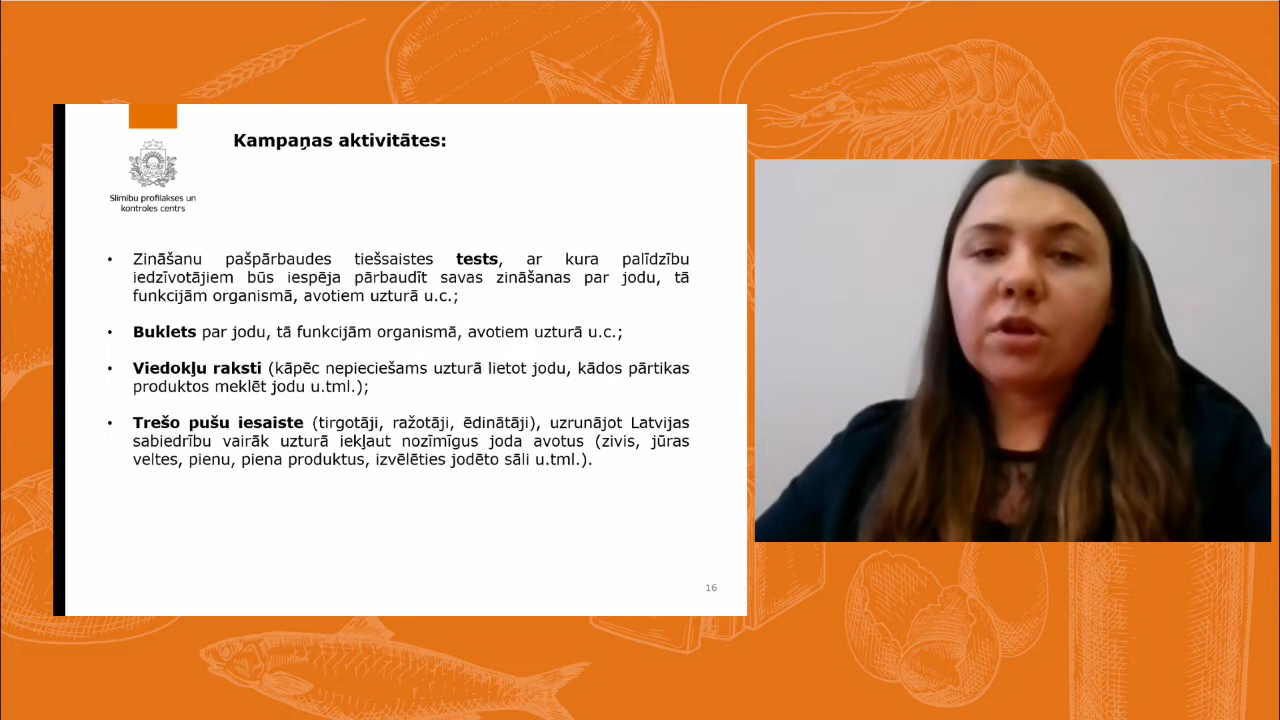 Kampaņas aktivitātes:
Slimību profilakses un
kontroles centrs
• Zināšanu pašpārbaudes tiešsaistes tests, ar kura palīdzību
iedzīvotājiem būs iespēja pārbaudīt savas zināšanas par jodu, tā
funkcijām organismā, avotiem uzturā u.c.;
• Buklets par jodu, tā funkcijām organismā, avotiem uzturā u.c.;
• Viedokļu raksti (kāpēc nepieciešams uzturā lietot jodu, kādos pārtikas
produktos meklēt jodu u.tml.);
• Trešo pušu iesaiste (tirgotāji, ražotāji, ēdinātāji), uzrunājot Latvijas
sabiedrību vairāk uzturā iekļaut nozīmīgus joda avotus (zivis, jūras
veltes, pienu, piena produktus, izvēlēties jodēto sāli u.tml.).
16